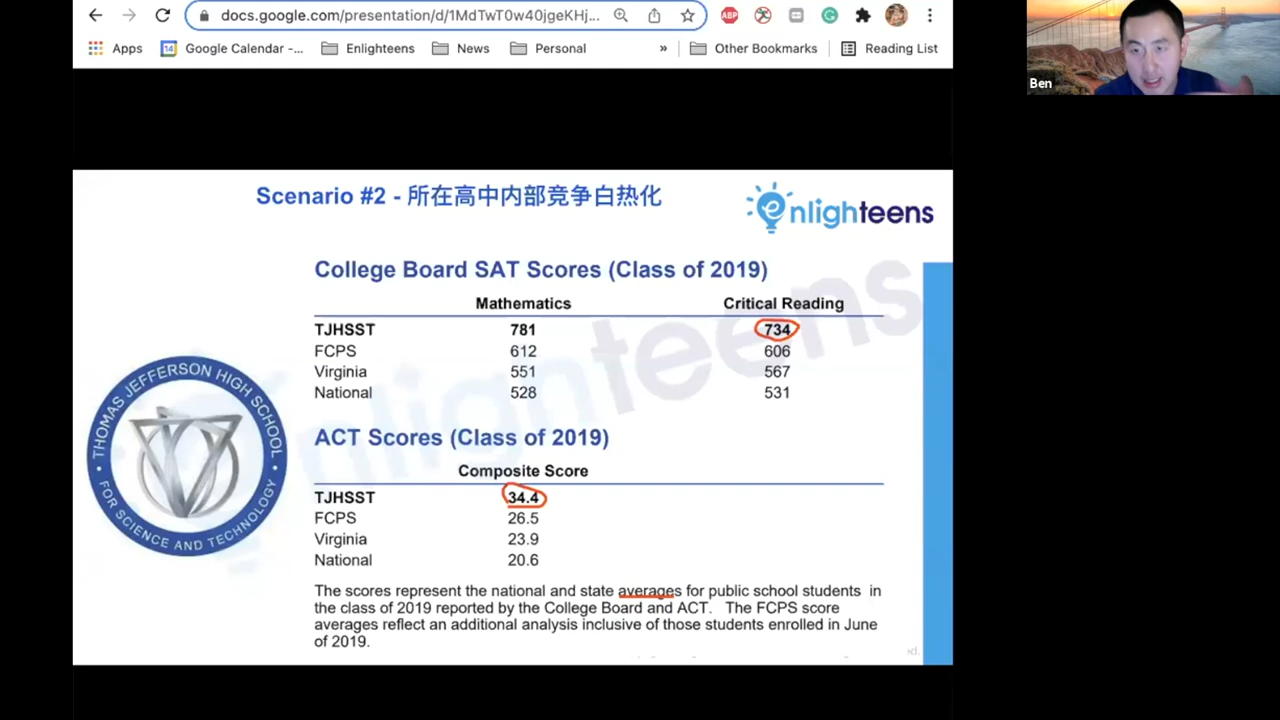 docs.google.com/presentation/d/1MdTwT0w40jgeKHj...
ABP
Apps
14
Google Calendar -...
Enlighteens
News
Personal
»
Other Bookmarks
Reading List
Ben
Scenario #2 - 所在高中内部竞争白热化
enlighteens
College Board SAT Scores (Class of 2019)
Mathematics Critical Reading
TJHSST 781 734
FCPS 612 606
Virginia 551 567
National 528 531
THOMAS JEFFERSON HIGH SCHOOL
FOR SCIENCE AND TECHNOLOGY
ACT Scores (Class of 2019)
Composite Score
TJHSST 34.4
FCPS 26.5
Virginia 23.9
National 20.6
The scores represent the national and state averages for public school students in
the class of 2019 reported by the College Board and ACT. The FCPS score
averages reflect an additional analysis inclusive of those students enrolled in June
of 2019.
enlighteens